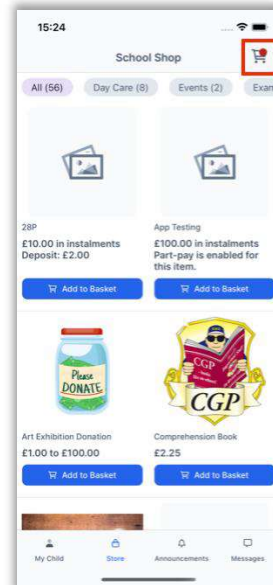 15:24
School Shop
All (56)
Day Care (8)
Events (2)
Exam
28P
£10.00 in instalments
Deposit: £2.00
Add to Basket
App Testing
£100.00 in instalments
Part-pay is enabled for
this item.
Add to Basket
Please
DONATE
Art Exhibition Donation
£1.00 to £100.00
Add to Basket
CGP
CGP
Comprehension Book
£2.25
Add to Basket
My Child
Store
Announcements
Messages